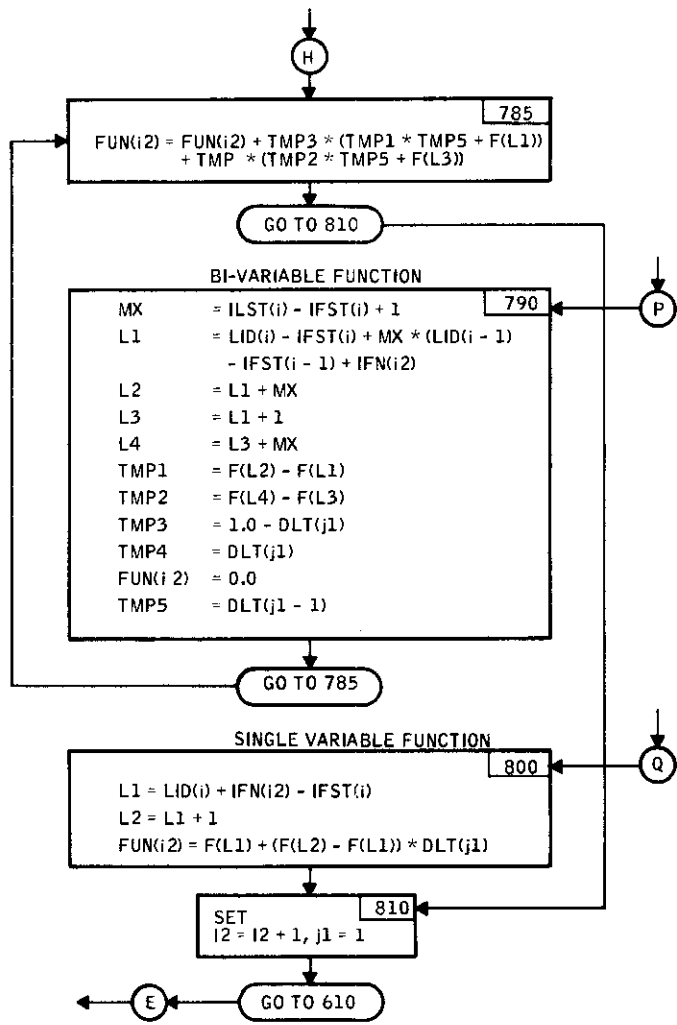 H
785
FUN(i2) = FUN(i2) + TMP3 * (TMP1 * TMP5 + F(L1))
+ TMP * (TMP2 * TMP5 + F(L3))
GO TO 810
BI-VARIABLE FUNCTION
790
P
MX = ILST(i) - IFST(i) + 1
L1 = LID(i) - IFST(i) + MX * (LID(i - 1)
- IFST(i - 1) + IFN(i2)
L2 = L1 + MX
L3 = L1 + 1
L4 = L3 + MX
TMP1 = F(L2) - F(L1)
TMP2 = F(L4) - F(L3)
TMP3 = 1.0 - DLT(j1)
TMP4 = DLT(j1)
FUN(i 2) = 0.0
TMP5 = DLT(j1 - 1)
GO TO 785
SINGLE VARIABLE FUNCTION
800
Q
L1 = LID(i) + IFN(i2) - IFST(i)
L2 = L1 + 1
FUN(i2) = F(L1) + (F(L2) - F(L1)) * DLT(j1)
810
SET
I2 = I2 + 1, j1 = 1
E
GO TO 610